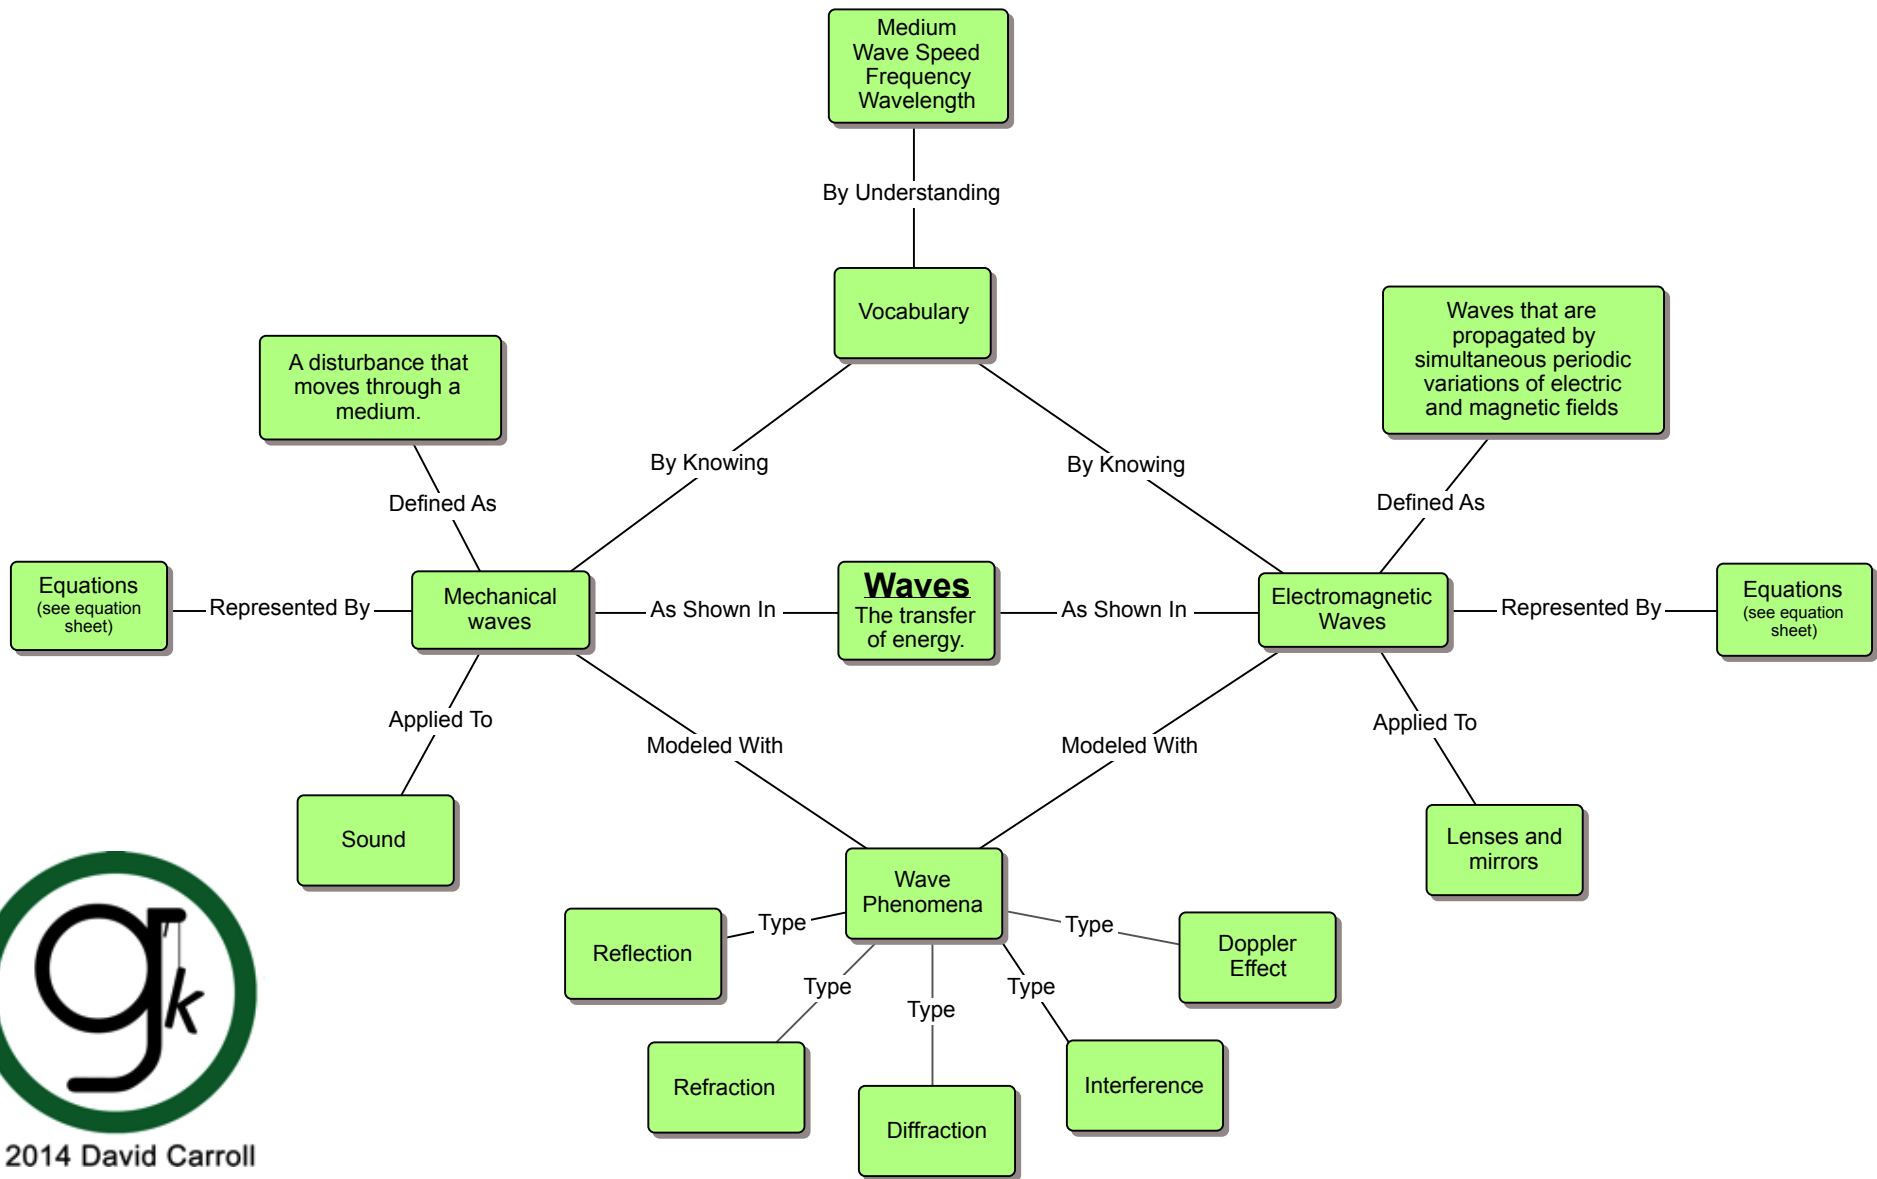 Medium
Wave Speed
Frequency
Wavelength
By Understanding
Vocabulary
Waves that are
propagated by
simultaneous periodic
variations of electric
and magnetic fields
A disturbance that
moves through a
medium.
By Knowing
By Knowing
Defined As
Defined As
Equations
(see equation
sheet)
Represented By
Mechanical
waves
As Shown In
Waves
The transfer
of energy.
As Shown In
Electromagnetic
Waves
Represented By
Equations
(see equation
sheet)
Applied To
Modeled With
Modeled With
Applied To
Sound
Lenses and
mirrors
Wave
Phenomena
Type
Type
Reflection
Doppler
Effect
Type
Type
Type
Refraction
Diffraction
Interference
gk
2014 David Carroll